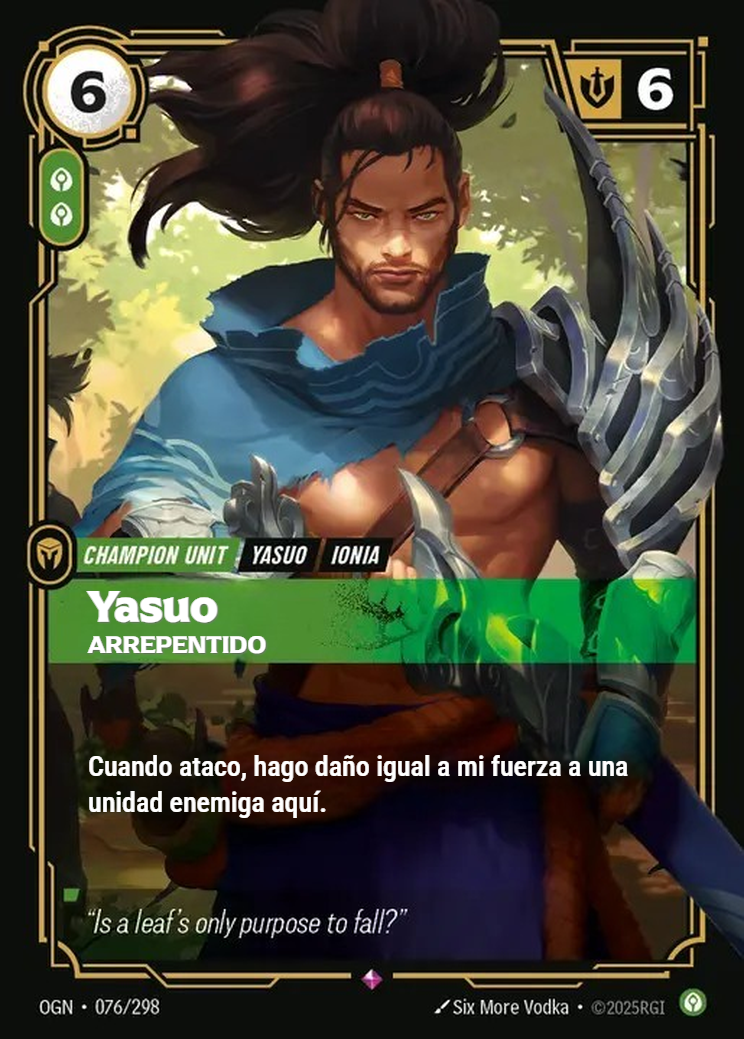 6
6
CHAMPION UNIT YASUO IONIA
Yasuo
ARREPENTIDO
Cuando ataco, hago daño igual a mi fuerza a una
unidad enemiga aquí.
“Is a leaf’s only purpose to fall?”
OGN • 076/298
Six More Vodka • ©2025RGI